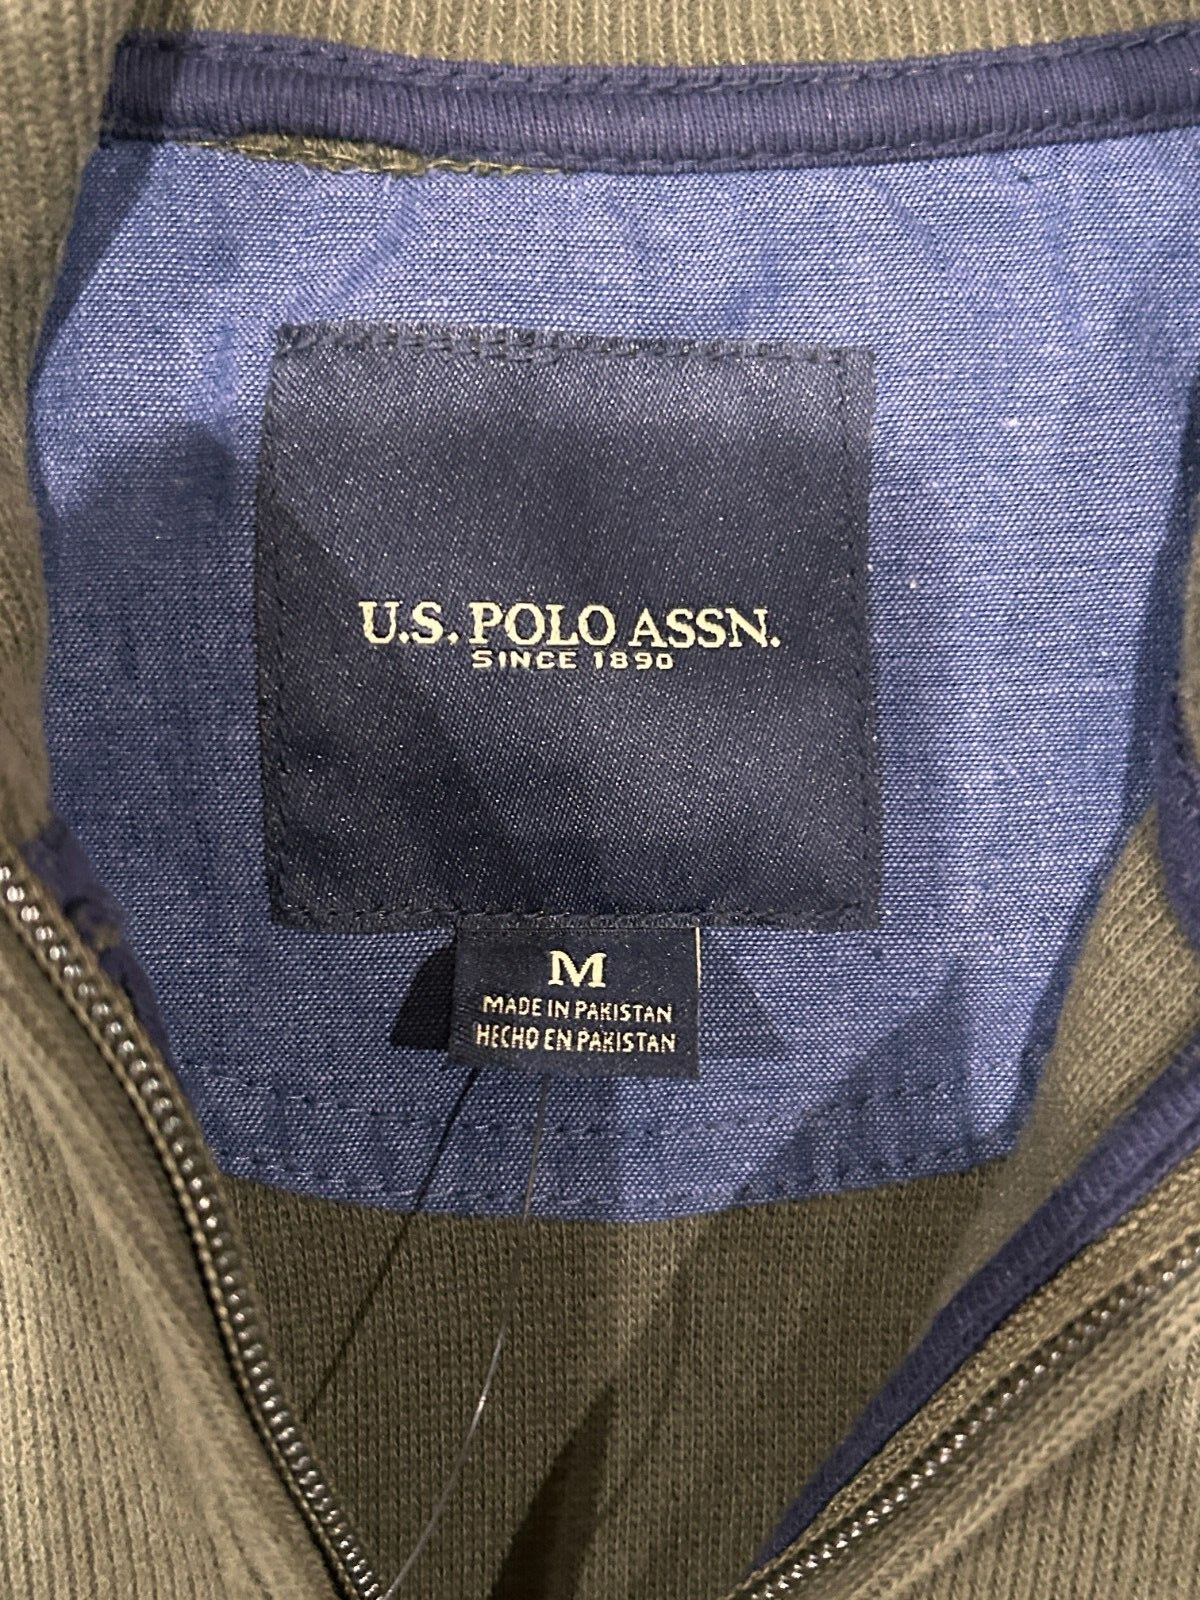 U.S. POLO ASSN.
SINCE 1890
M
MADE IN PAKISTAN
HECHO EN PAKISTAN